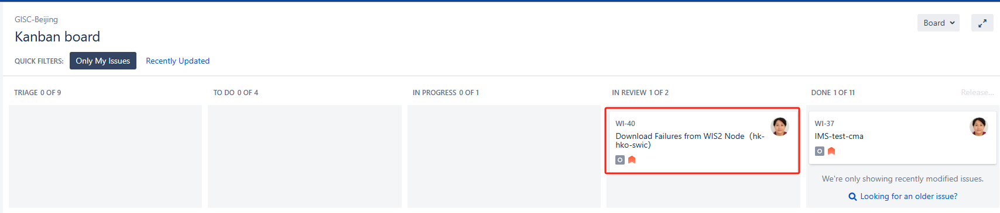 GISC-Beijing
Kanban board
Board
QUICK FILTERS: Only My Issues Recently Updated
TRIAGE 0 OF 9
TO DO 0 OF 4
IN PROGRESS 0 OF 1
IN REVIEW 1 OF 2
DONE 1 OF 11
Release...
WI-40
Download Failures from WIS2 Node（hk-
hko-swic）
WI-37
IMS-test-cma
We're only showing recently modified issues.
Looking for an older issue?